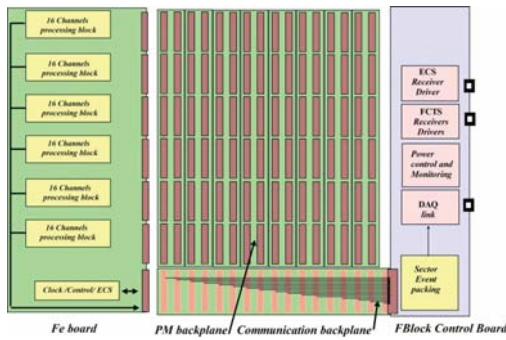 16 Channels
processing block
16 Channels
processing block
16 Channels
processing block
16 Channels
processing block
16 Channels
processing block
16 Channels
processing block
Clock /Control/ ECS
ECS
Receiver
Driver
FCTS
Receivers
Drivers
Power
control and
Monitoring
DAQ
link
Sector
Event
packing
Fe board
PM backplane
Communication backplane
FBlock Control Board